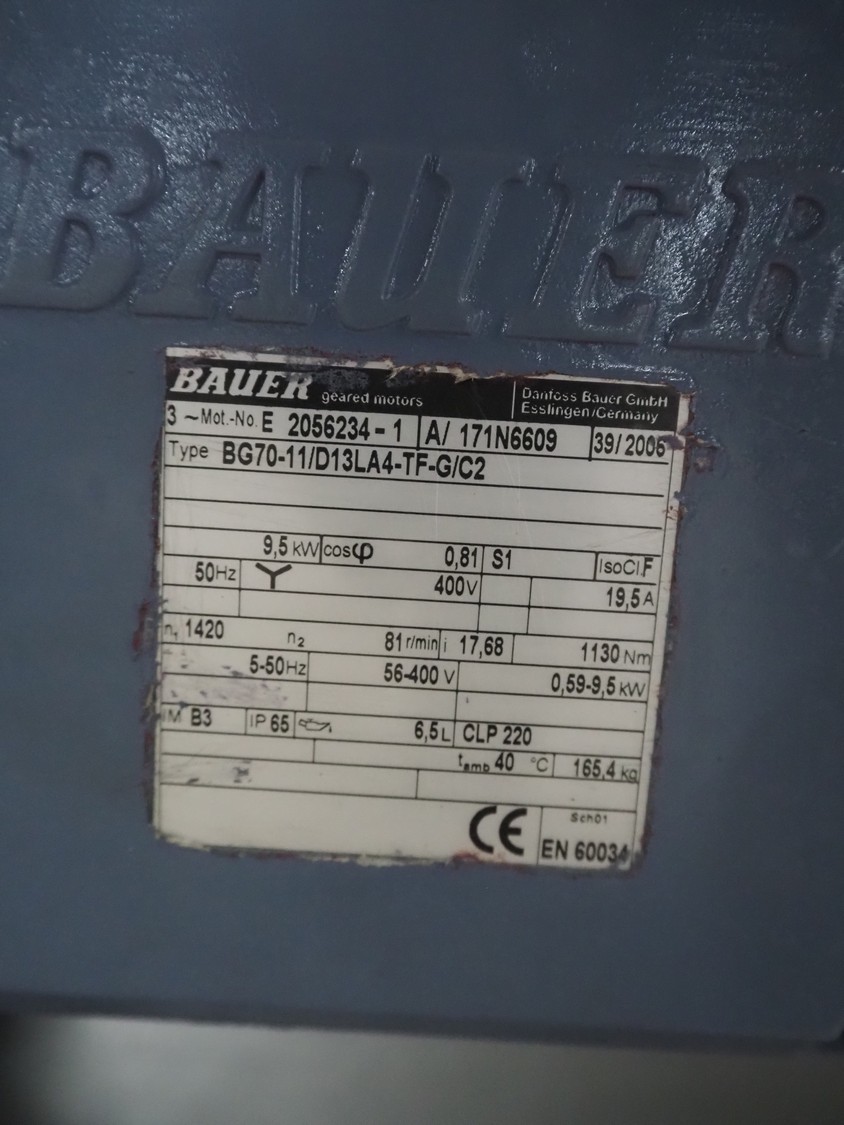 BAUER
BAUER geared motors
Danfoss Bauer GmbH
Esslingen/Germany
3 ~ Mot.-No. E 2056234-1 A/ 171N6609 39/2006
Type BG70-11/D13LA4-TF-G/C2
9,5 kW cosφ 0,81 S1 IsoCl.F
50Hz Y 400V 19,5 A
n1 1420 n2 81 r/min i 17,68 1130 Nm
5-50Hz 56-400 V 0,59-9,5 kW
IM B3 IP 65 6,5 L CLP 220
tamb 40 °C 165,4 kg
CE Sch01
EN 60034